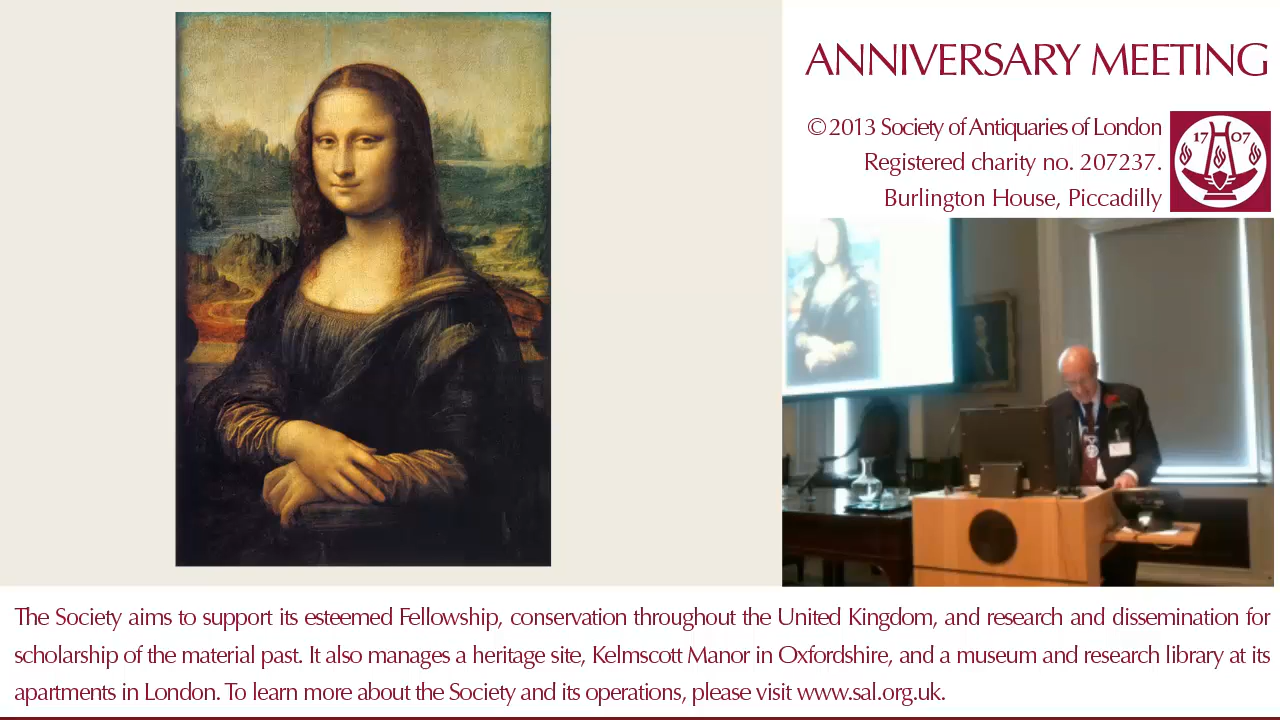 ANNIVERSARY MEETING
© 2013 Society of Antiquaries of London
Registered charity no. 207237.
Burlington House, Piccadilly
17 07
The Society aims to support its esteemed Fellowship, conservation throughout the United Kingdom, and research and dissemination for
scholarship of the material past. It also manages a heritage site, Kelmscott Manor in Oxfordshire, and a museum and research library at its
apartments in London. To learn more about the Society and its operations, please visit www.sal.org.uk.